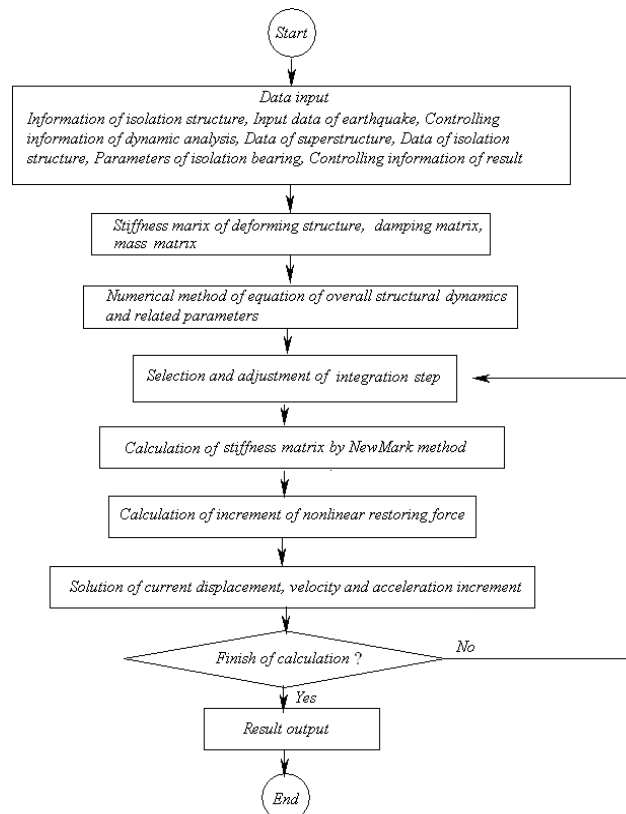 Start
Data input
Information of isolation structure, Input data of earthquake, Controlling
information of dynamic analysis, Data of superstructure, Data of isolation
structure, Parameters of isolation bearing, Controlling information of result
Stiffness marix of deforming structure, damping matrix,
mass matrix
Numerical method of equation of overall structural dynamics
and related parameters
Selection and adjustment of integration step
Calculation of stiffness matrix by NewMark method
Calculation of increment of nonlinear restoring force
Solution of current displacement, velocity and acceleration increment
Finish of calculation ?
No
Yes
Result output
End